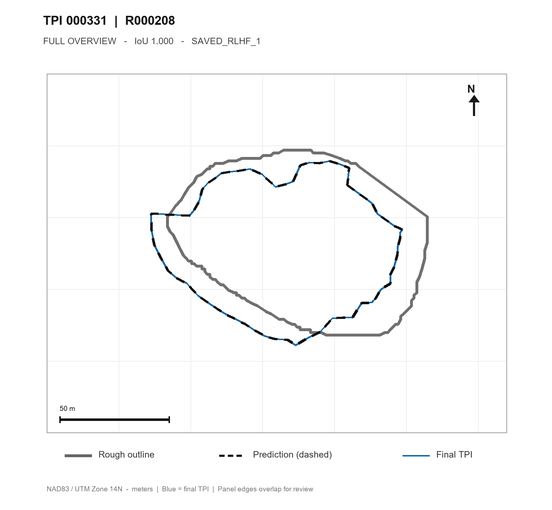 TPI 000331 | R000208
FULL OVERVIEW - IoU 1.000 - SAVED_RLHF_1
N
50 m
Rough outline
Prediction (dashed)
Final TPI
NAD83 / UTM Zone 14N - meters | Blue = final TPI | Panel edges overlap for review